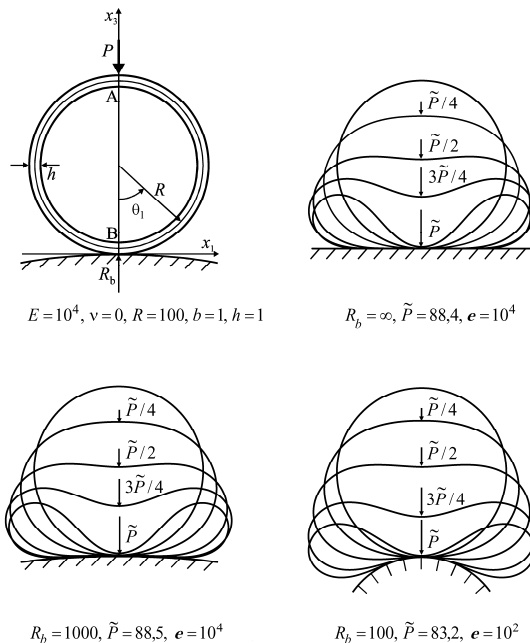 x₃
P
A
h
R
θ₁
B
x₁
R_b
E = 10⁴, ν = 0, R = 100, b = 1, h = 1
P̃/4
P̃/2
3P̃/4
P̃
R_b = ∞, P̃ = 88,4, e = 10⁴
P̃/4
P̃/2
3P̃/4
P̃
R_b = 1000, P̃ = 88,5, e = 10⁴
P̃/4
P̃/2
3P̃/4
P̃
R_b = 100, P̃ = 83,2, e = 10²